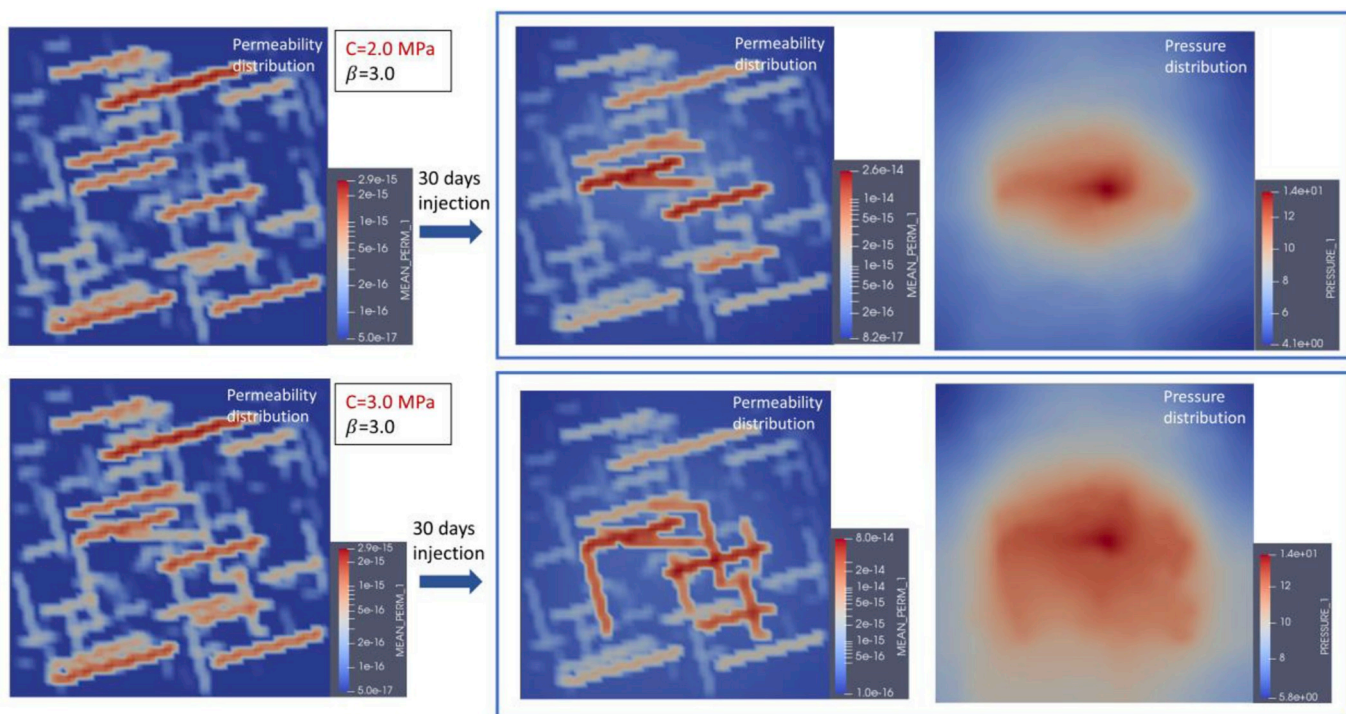 Permeability
distribution
C=2.0 MPa
β=3.0
2.9e-15
2e-15
1e-15
5e-16
2e-16
1e-16
5.0e-17
MEAN_PERM_1
30 days
injection
Permeability
distribution
2.6e-14
1e-14
5e-15
2e-15
1e-15
5e-16
2e-16
8.2e-17
MEAN_PERM_1
Pressure
distribution
1.4e+01
12
10
8
6
4.1e+00
PRESSURE_1
Permeability
distribution
C=3.0 MPa
β=3.0
2.9e-15
2e-15
1e-15
5e-16
2e-16
1e-16
5.0e-17
MEAN_PERM_1
30 days
injection
Permeability
distribution
8.0e-14
2e-14
1e-14
5e-15
2e-15
1e-15
5e-16
1.0e-16
MEAN_PERM_1
Pressure
distribution
1.4e+01
12
10
8
5.8e+00
PRESSURE_1